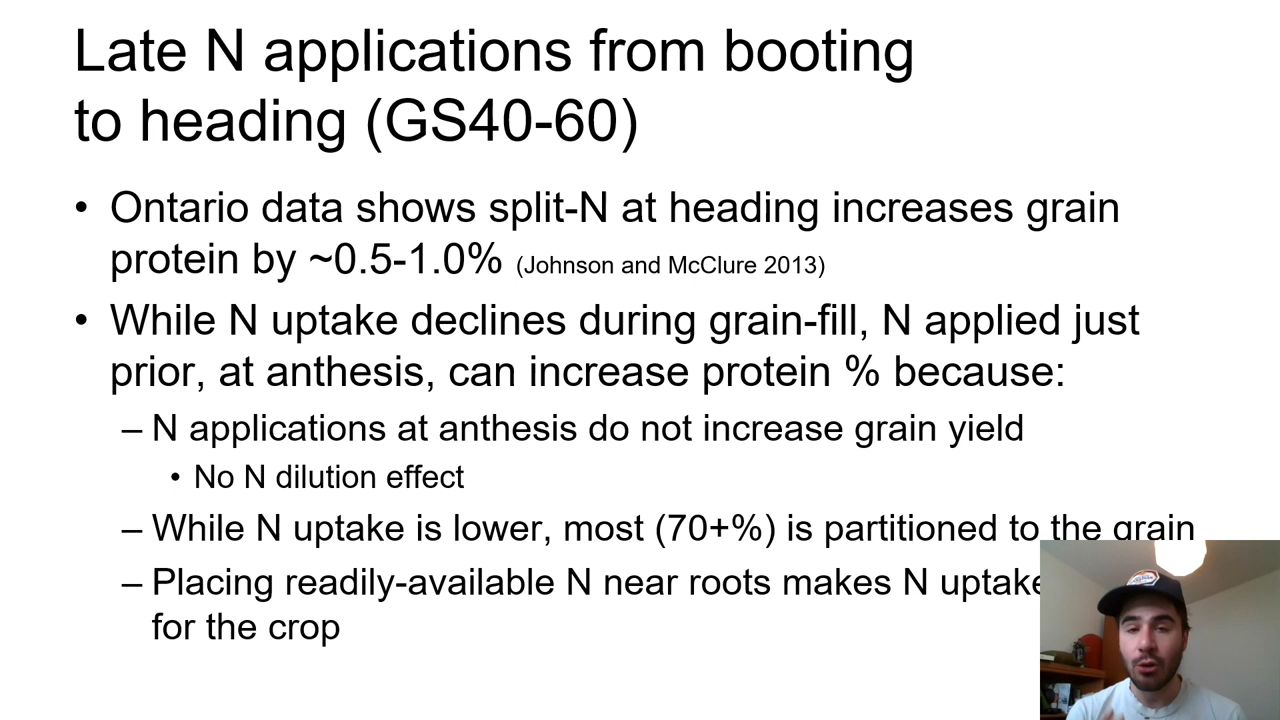 Late N applications from booting
to heading (GS40-60)
• Ontario data shows split-N at heading increases grain
protein by ~0.5-1.0% (Johnson and McClure 2013)
• While N uptake declines during grain-fill, N applied just
prior, at anthesis, can increase protein % because:
– N applications at anthesis do not increase grain yield
• No N dilution effect
– While N uptake is lower, most (70+%) is partitioned to the grain
– Placing readily-available N near roots makes N uptake
for the crop